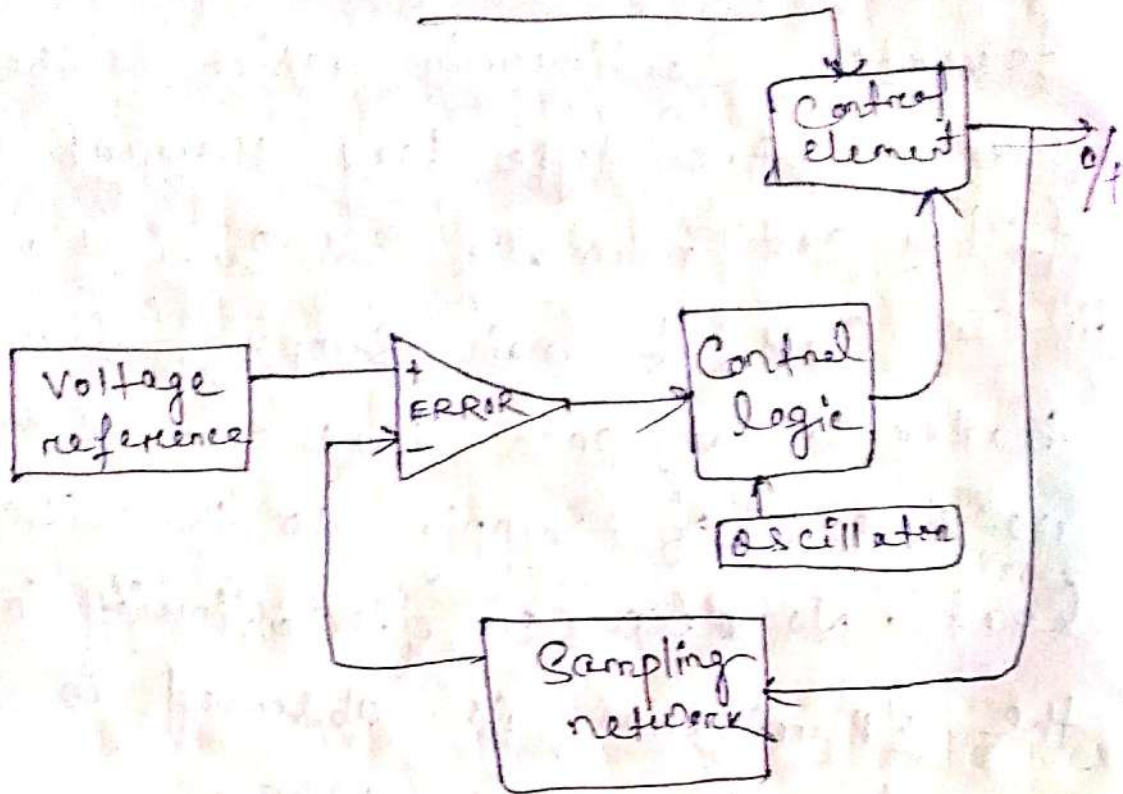 Control
element
o/p
Voltage
reference
+
ERROR
-
Control
logic
Oscillator
Sampling
network